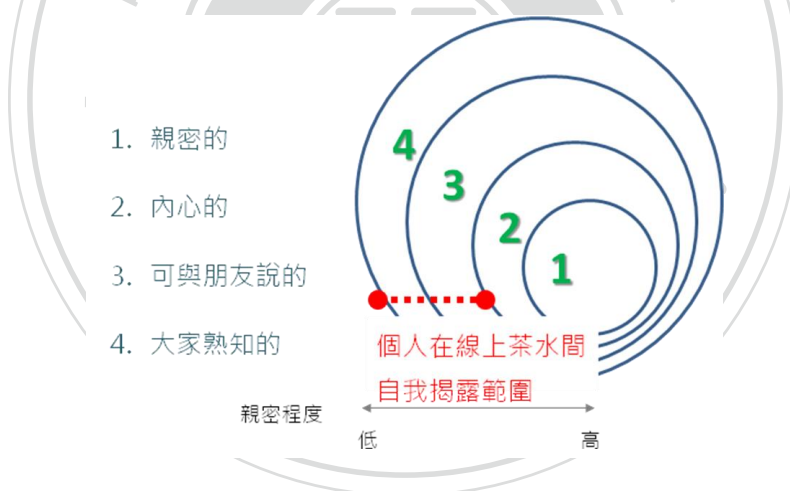 1. 親密的
2. 內心的
3. 可與朋友說的
4. 大家熟知的
4
3
2
1
個人在線上茶水間
自我揭露範圍
親密程度
低
高